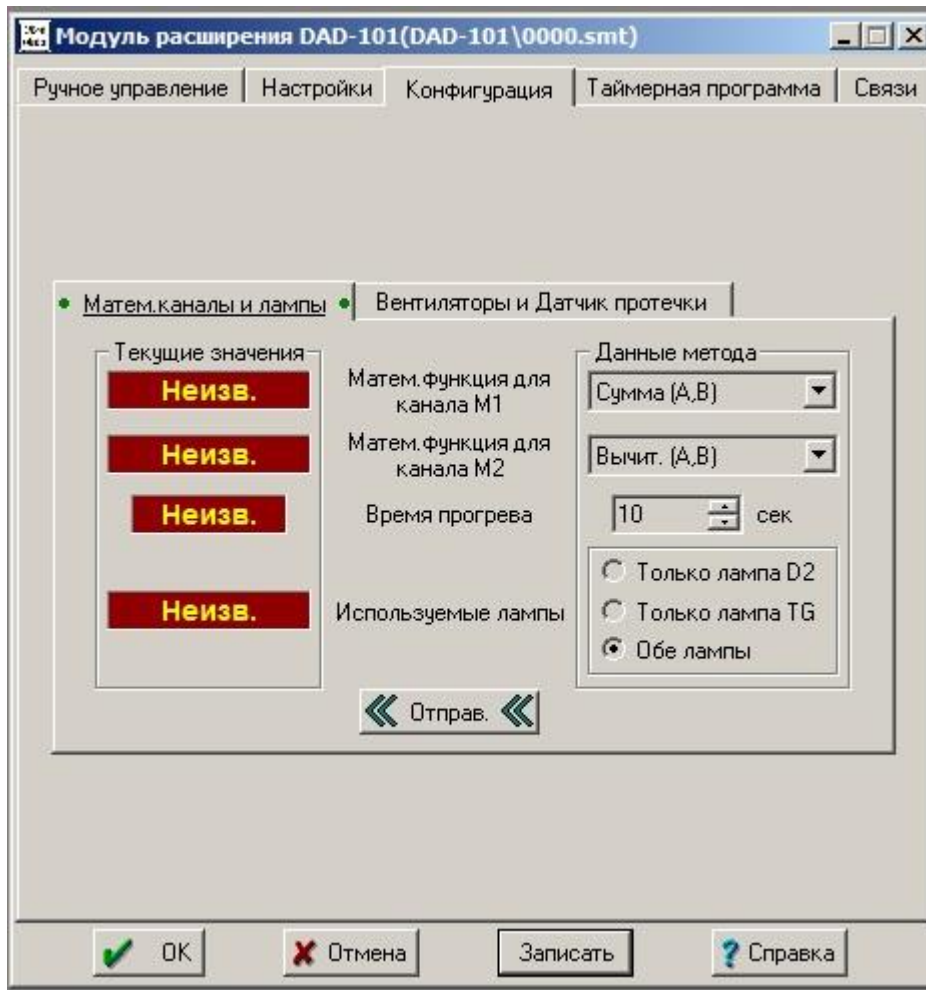 Модуль расширения DAD-101(DAD-101\0000.smt)
Ручное управление
Настройки
Конфигурация
Таймерная программа
Связи
Матем.каналы и лампы
Вентиляторы и Датчик протечки
Текущие значения
Данные метода
Неизв.
Матем.функция для
канала М1
Сумма (A,B)
Неизв.
Матем.функция для
канала М2
Вычит. (A,B)
Неизв.
Время прогрева
10
сек
Неизв.
Используемые лампы
Только лампа D2
Только лампа TG
Обе лампы
Отправ.
OK
Отмена
Записать
? Справка